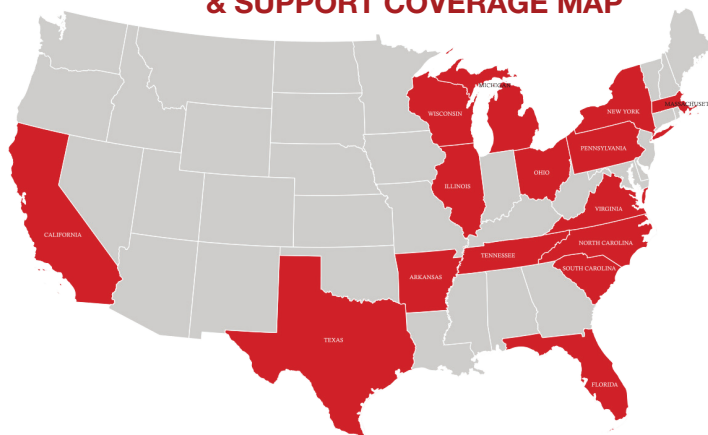 & SUPPORT COVERAGE MAP
MICHIGAN
WISCONSIN
MASSACHUSETTS
NEW YORK
PENNSYLVANIA
OHIO
ILLINOIS
VIRGINIA
CALIFORNIA
NORTH CAROLINA
TENNESSEE
SOUTH CAROLINA
ARKANSAS
TEXAS
FLORIDA